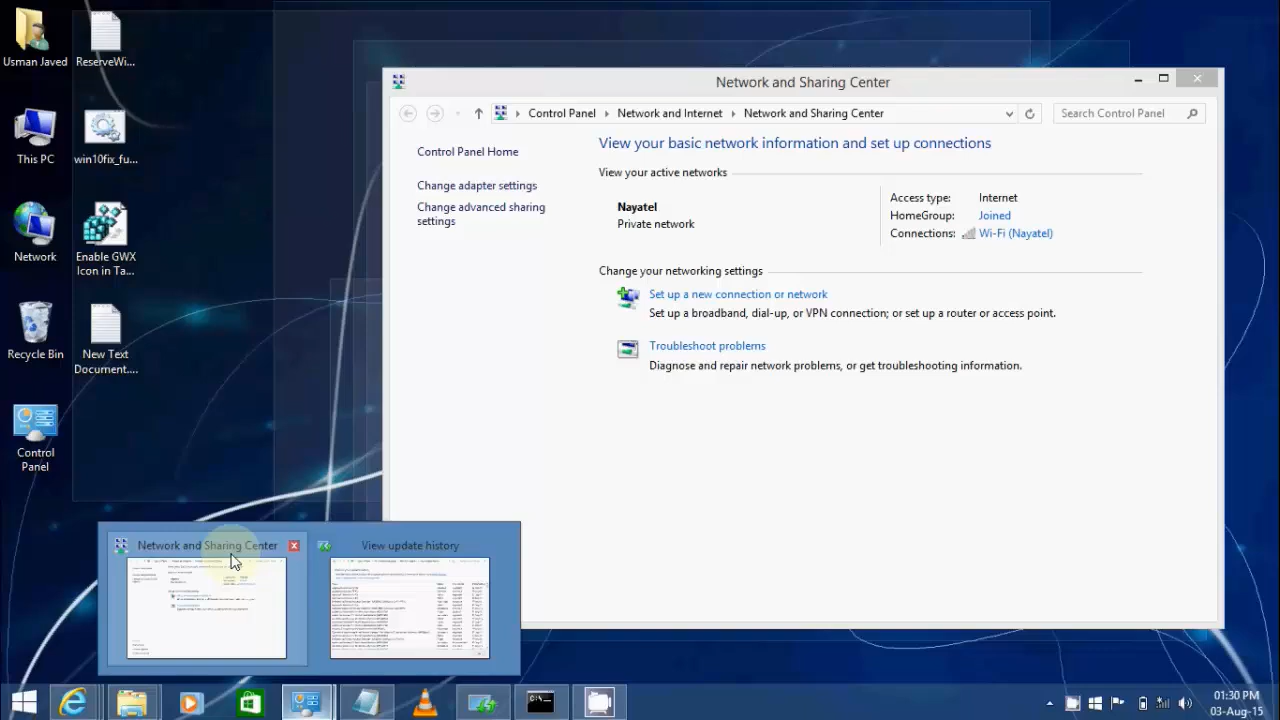 Usman Javed
ReserveWi...
This PC
win10fix_fu...
Network
Enable GWX
Icon in Ta...
Recycle Bin
New Text
Document....
Control
Panel
Network and Sharing Center
Control Panel
Network and Internet
Network and Sharing Center
Search Control Panel
Control Panel Home
Change adapter settings
Change advanced sharing
settings
View your basic network information and set up connections
View your active networks
Nayatel
Private network
Access type: Internet
HomeGroup: Joined
Connections: Wi-Fi (Nayatel)
Change your networking settings
Set up a new connection or network
Set up a broadband, dial-up, or VPN connection; or set up a router or access point.
Troubleshoot problems
Diagnose and repair network problems, or get troubleshooting information.
Network and Sharing Center
View update history
01:30 PM
03-Aug-15